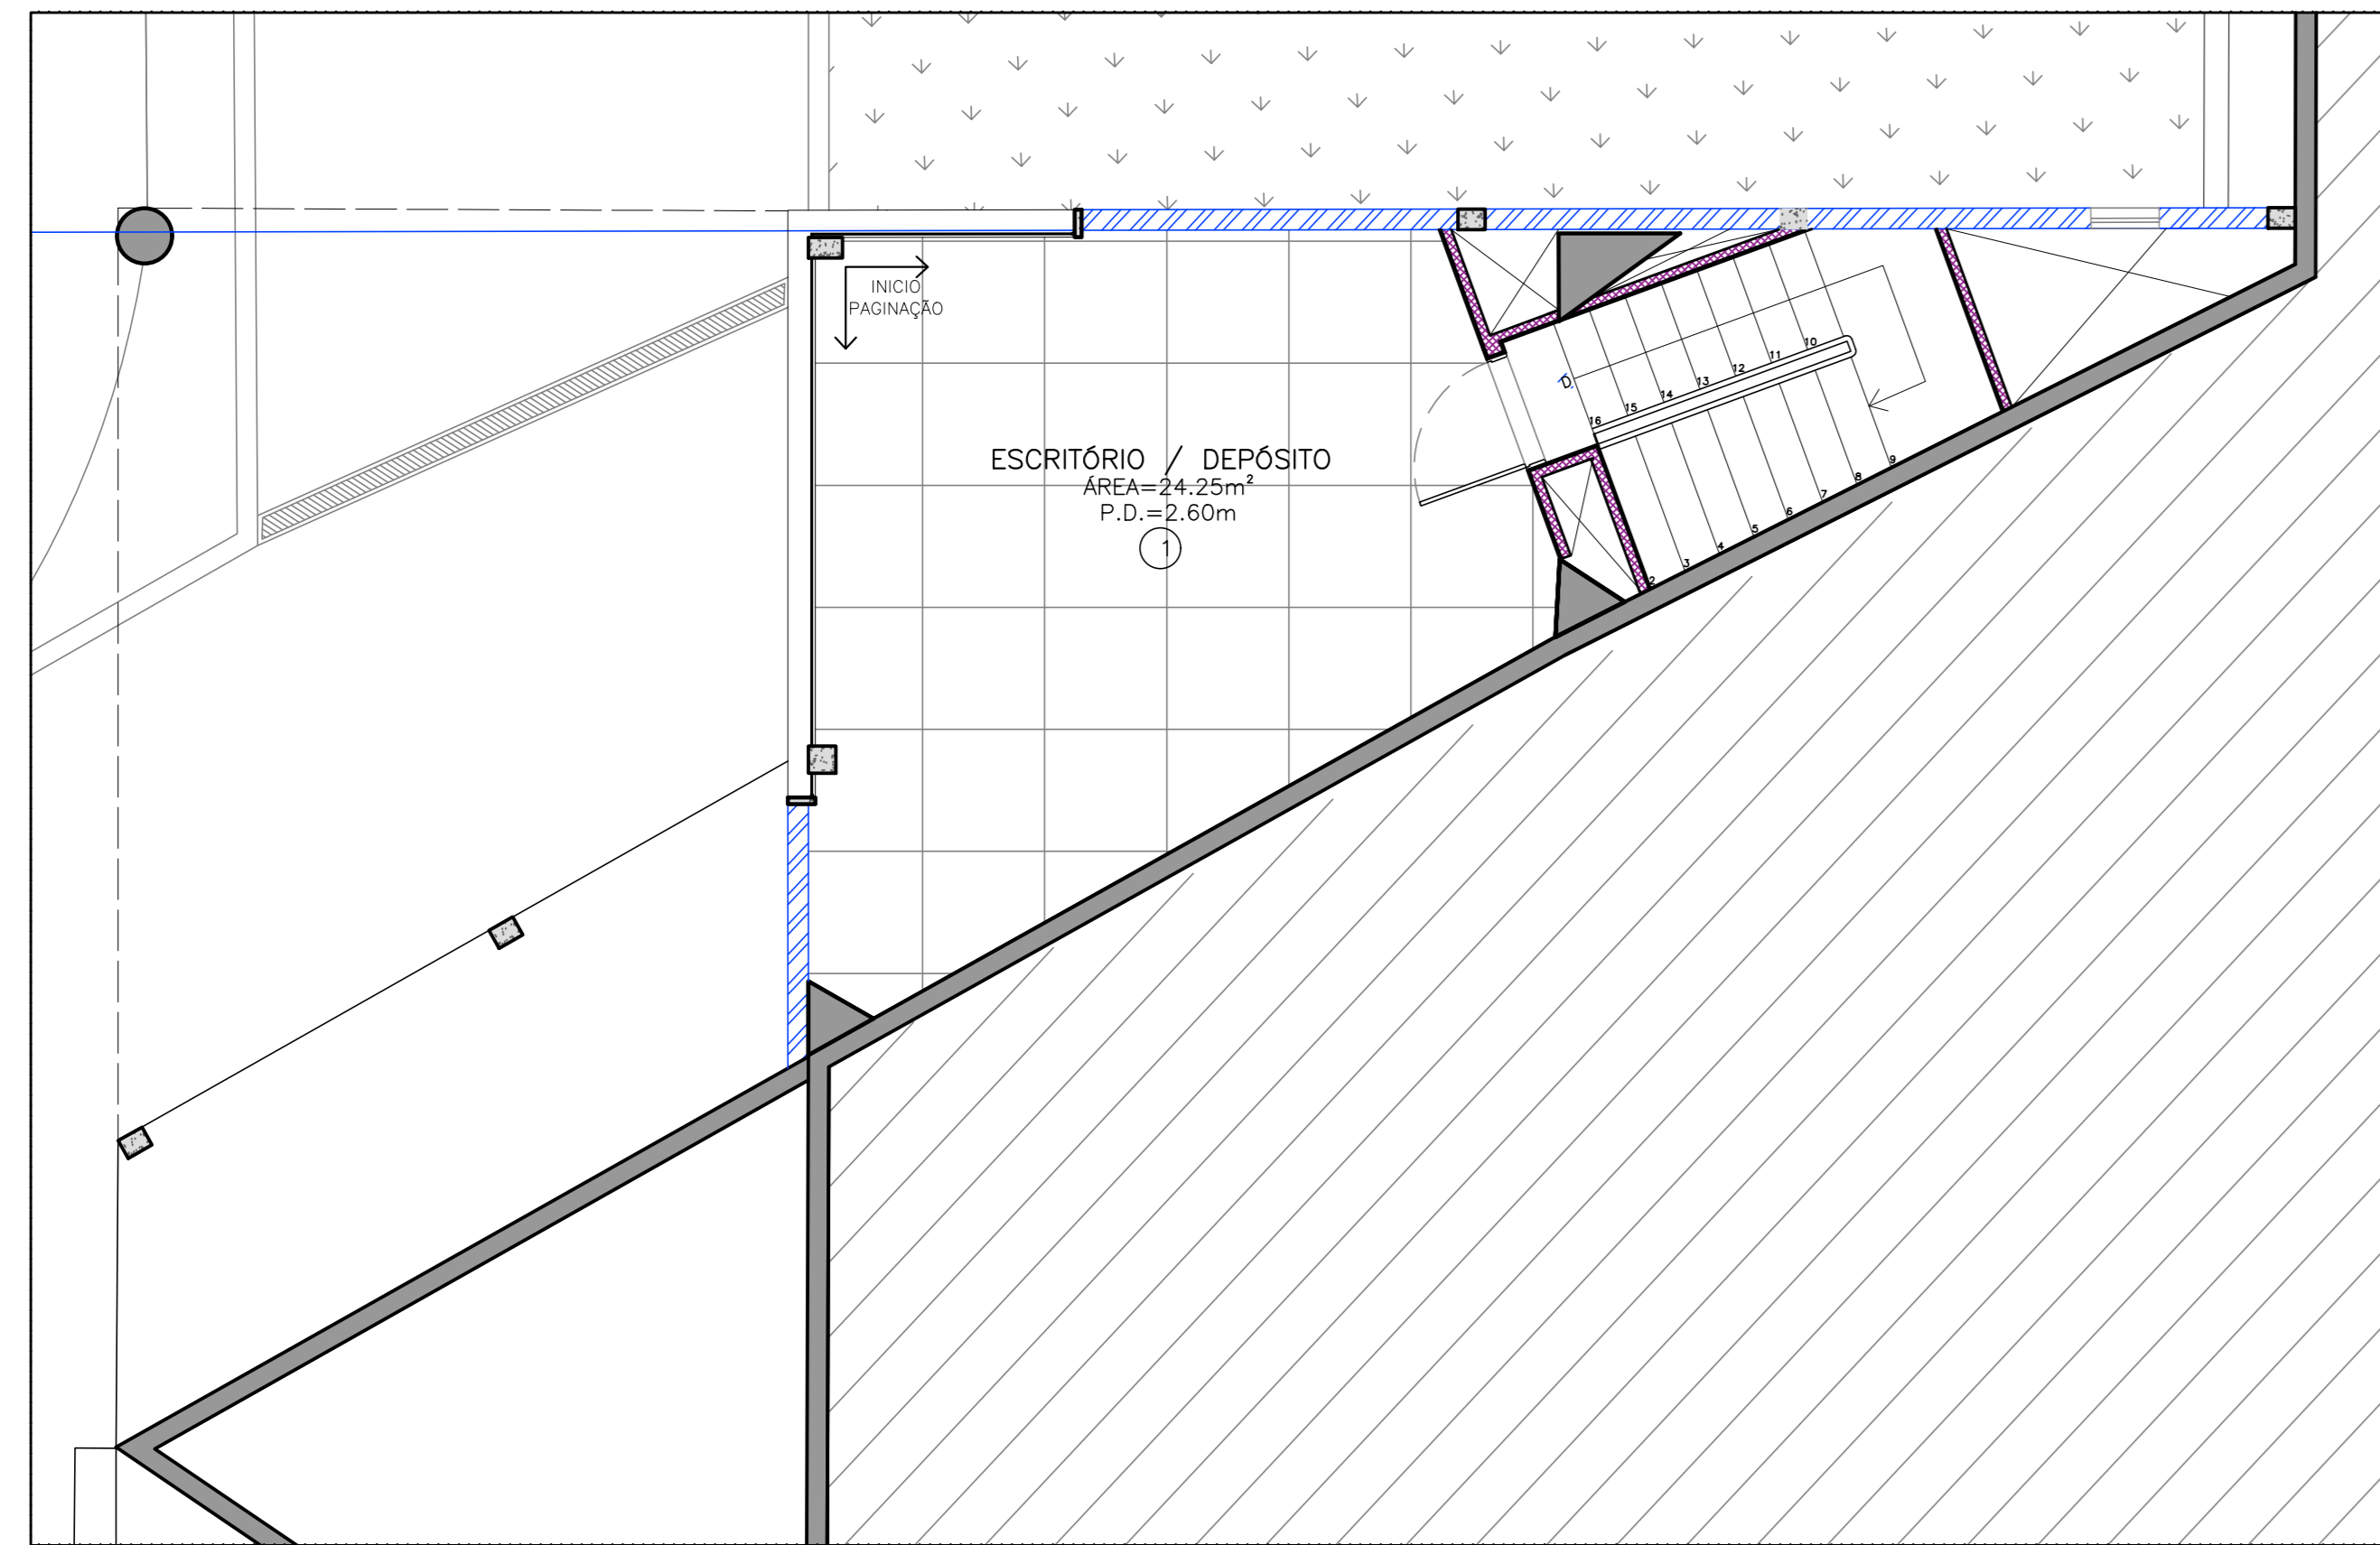 INICIO
PAGINAÇÃO
ESCRITÓRIO / DEPÓSITO
ÁREA=24.25m²
P.D.=2.60m
1
D.
10
11
12
13
14
15
16
9
8
7
6
5
4
3
2